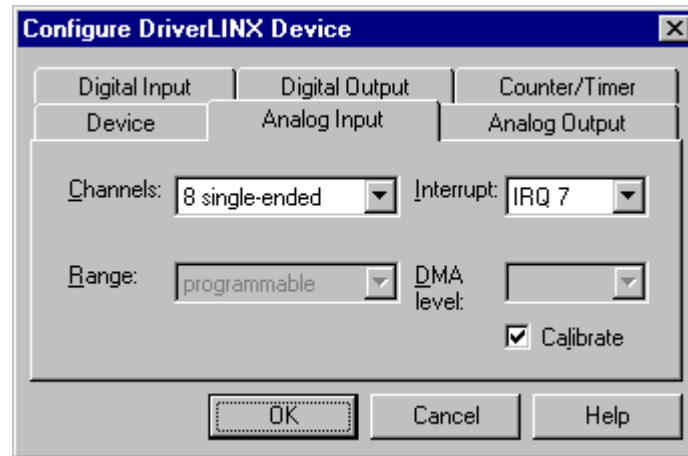 Configure DriverLINX Device
Digital Input Digital Output Counter/Timer
Device Analog Input Analog Output
Channels: 8 single-ended Interrupt: IRQ 7
Range: programmable DMA
level:
Calibrate
OK Cancel Help